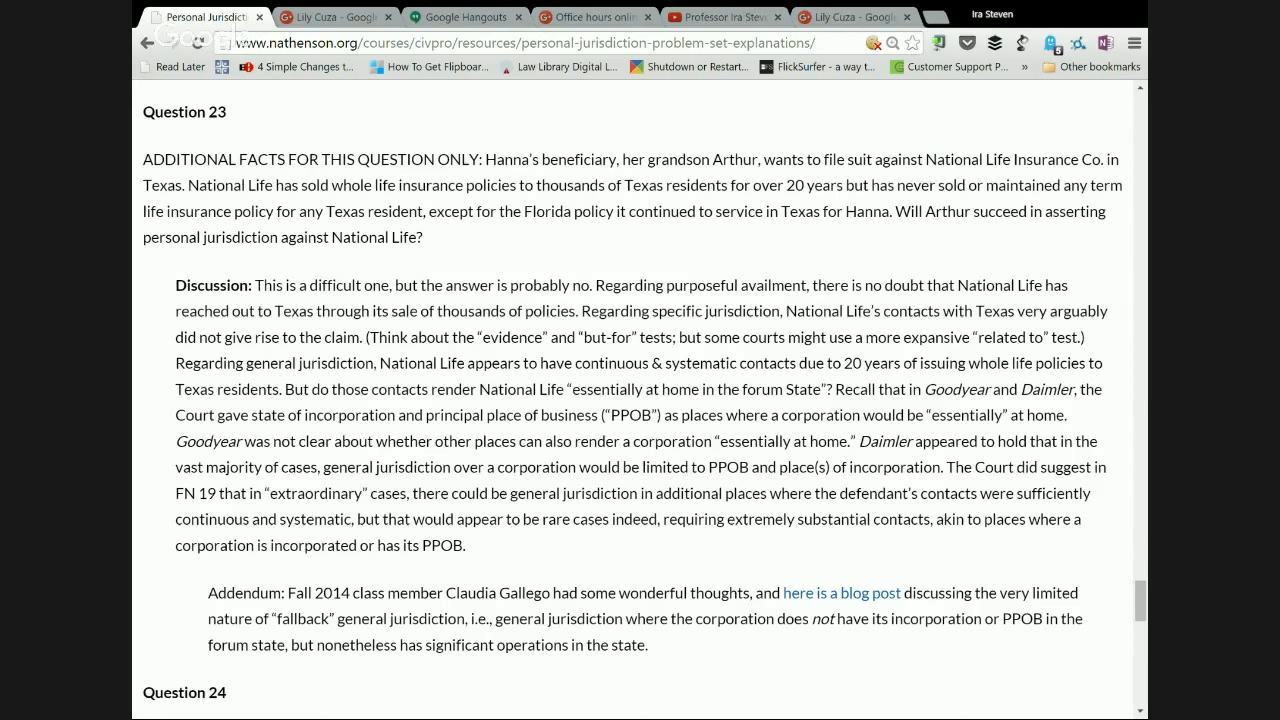 Personal Jurisdicti
Lily Cuza - Google
Google Hangouts
Office hours onlin
Professor Ira Steve
Lily Cuza - Google
Ira Steven
Google
www.nathenson.org/courses/civpro/resources/personal-jurisdiction-problem-set-explanations/
5
Read Later
4 Simple Changes t...
How To Get Flipboar...
Law Library Digital L...
Shutdown or Restart...
FlickSurfer - a way t...
Customer Support P...
»
Other bookmarks
Question 23
ADDITIONAL FACTS FOR THIS QUESTION ONLY: Hanna's beneficiary, her grandson Arthur, wants to file suit against National Life Insurance Co. in
Texas. National Life has sold whole life insurance policies to thousands of Texas residents for over 20 years but has never sold or maintained any term
life insurance policy for any Texas resident, except for the Florida policy it continued to service in Texas for Hanna. Will Arthur succeed in asserting
personal jurisdiction against National Life?
Discussion: This is a difficult one, but the answer is probably no. Regarding purposeful availment, there is no doubt that National Life has
reached out to Texas through its sale of thousands of policies. Regarding specific jurisdiction, National Life's contacts with Texas very arguably
did not give rise to the claim. (Think about the “evidence” and “but-for” tests; but some courts might use a more expansive “related to” test.)
Regarding general jurisdiction, National Life appears to have continuous & systematic contacts due to 20 years of issuing whole life policies to
Texas residents. But do those contacts render National Life “essentially at home in the forum State”? Recall that in Goodyear and Daimler, the
Court gave state of incorporation and principal place of business (“PPOB”) as places where a corporation would be “essentially” at home.
Goodyear was not clear about whether other places can also render a corporation “essentially at home.” Daimler appeared to hold that in the
vast majority of cases, general jurisdiction over a corporation would be limited to PPOB and place(s) of incorporation. The Court did suggest in
FN 19 that in “extraordinary” cases, there could be general jurisdiction in additional places where the defendant's contacts were sufficiently
continuous and systematic, but that would appear to be rare cases indeed, requiring extremely substantial contacts, akin to places where a
corporation is incorporated or has its PPOB.
Addendum: Fall 2014 class member Claudia Gallego had some wonderful thoughts, and here is a blog post discussing the very limited
nature of “fallback” general jurisdiction, i.e., general jurisdiction where the corporation does not have its incorporation or PPOB in the
forum state, but nonetheless has significant operations in the state.
Question 24